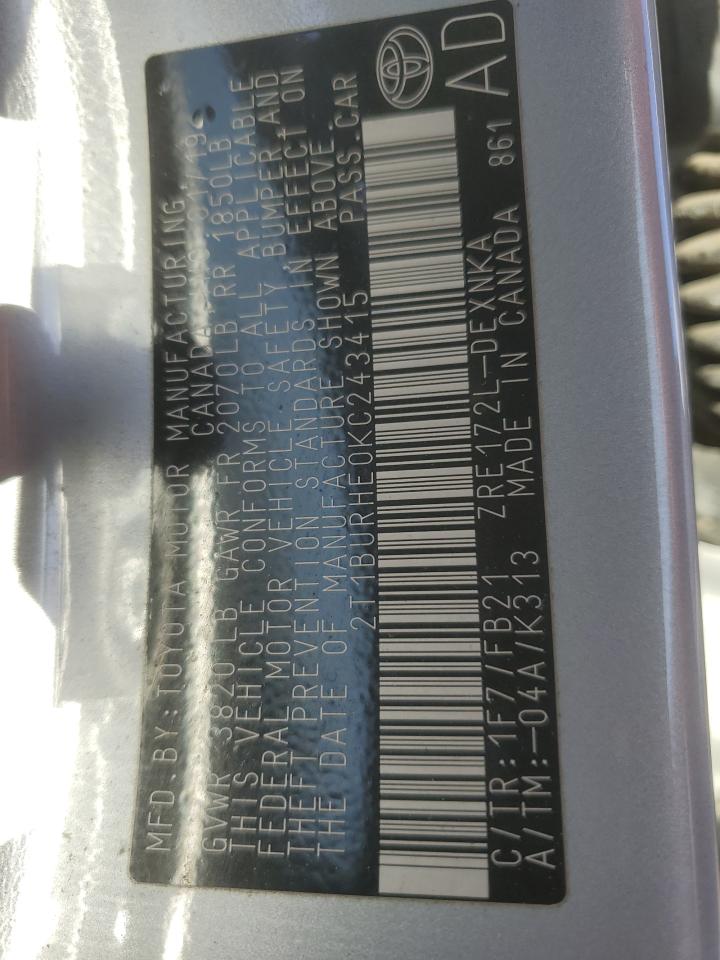 MFD.BY:TOYOTA MOTOR MANUFACTURING
CANADA
GVWR 3820LB GAWR FR 2070LB RR 1850LB
THIS VEHICLE CONFORMS TO ALL APPLICABLE
FEDERAL MOTOR VEHICLE SAFETY BUMPER, AND
THEFT PREVENTION STANDARDS IN EFFECT ON
THE DATE OF MANUFACTURE SHOWN ABOVE.
2T1BURHE0KC243415 PASS.CAR
C/TR:1F7/FB21 ZRE172L-DEXNKA
A/TM:-04A/K313 MADE IN CANADA 861
AD